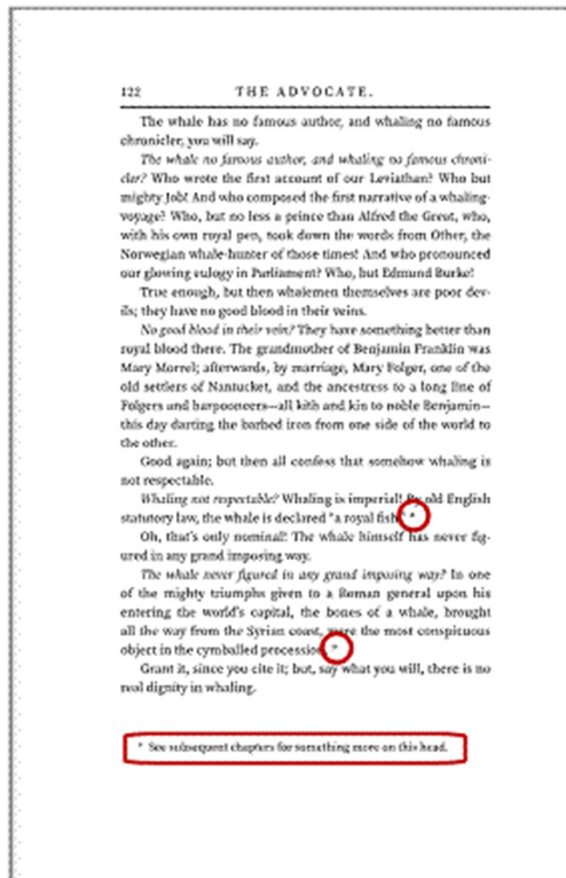 122 THE ADVOCATE.
The whale has no famous author, and whaling no famous
chronicler, you will say.
The whale no famous author, and whaling no famous chroni-
cler? Who wrote the first account of our Leviathan? Who but
mighty Job! And who composed the first narrative of a whaling-
voyage? Who, but no less a prince than Alfred the Great, who,
with his own royal pen, took down the words from Other, the
Norwegian whale-hunter of those times! And who pronounced
our glowing eulogy in Parliament? Who, but Edmund Burke!
True enough, but then whalemen themselves are poor dev-
ils; they have no good blood in their veins.
No good blood in their vein? They have something better than
royal blood there. The grandmother of Benjamin Franklin was
Mary Morrel; afterwards, by marriage, Mary Folger, one of the
old settlers of Nantucket, and the ancestress to a long line of
Folgers and harpooneers—all kith and kin to noble Benjamin—
this day darting the barbed iron from one side of the world to
the other.
Good again; but then all confess that somehow whaling is
not respectable.
Whaling not respectable? Whaling is imperial! By old English
statutory law, the whale is declared "a royal fish" *
Oh, that's only nominal! The whale himself has never fig-
ured in any grand imposing way.
The whale never figured in any grand imposing way? In one
of the mighty triumphs given to a Roman general upon his
entering the world's capital, the bones of a whale, brought
all the way from the Syrian coast, were the most conspicuous
object in the cymballed procession *
Grant it, since you cite it; but, say what you will, there is no
real dignity in whaling.
* See subsequent chapters for something more on this head.